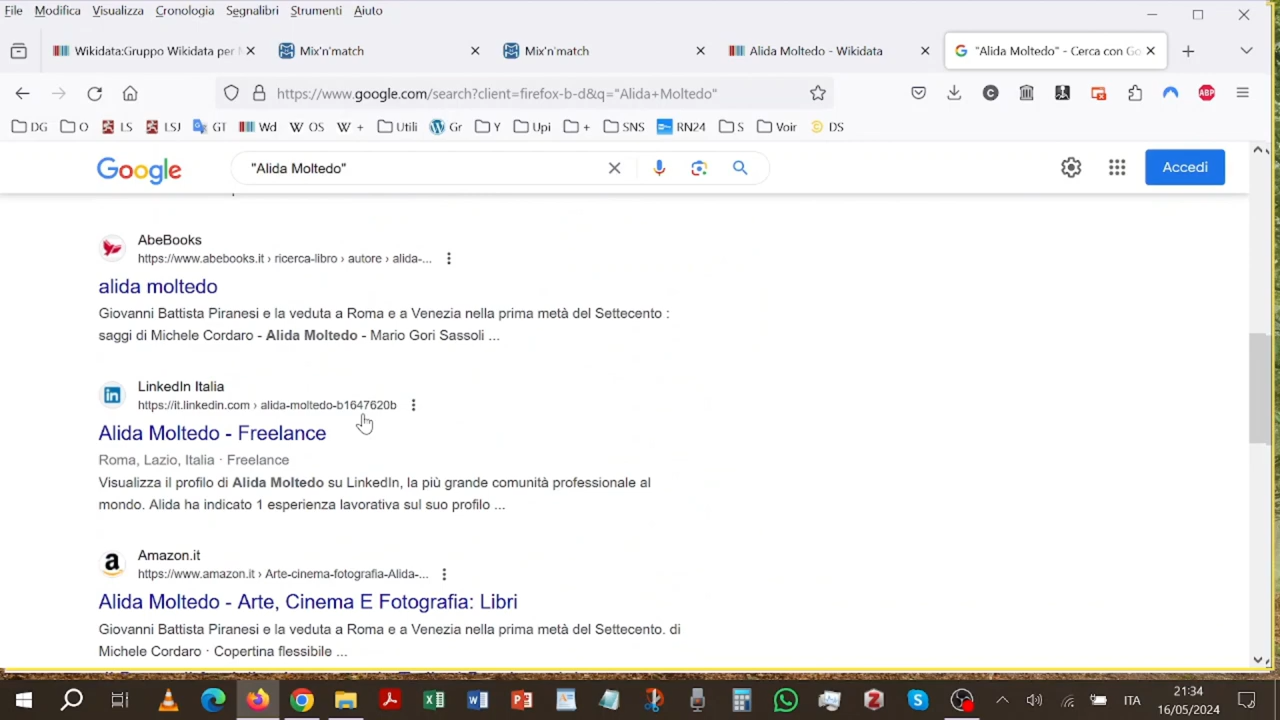 File Modifica Visualizza Cronologia Segnalibri Strumenti Aiuto
Wikidata:Gruppo Wikidata per Mix'n'match Mix'n'match Alida Moltedo - Wikidata "Alida Moltedo" - Cerca con Go
https://www.google.com/search?client=firefox-b-d&q="Alida+Moltedo"
DG O LS LSJ GT Wd OS + Utili Gr Y Upi + SNS RN24 S Voir DS
Google "Alida Moltedo" Accedi
AbeBooks
https://www.abebooks.it › ricerca-libro › autore › alida-...
alida moltedo
Giovanni Battista Piranesi e la veduta a Roma e a Venezia nella prima metà del Settecento :
saggi di Michele Cordaro - Alida Moltedo - Mario Gori Sassoli ...
LinkedIn Italia
https://it.linkedin.com › alida-moltedo-b1647620b
Alida Moltedo - Freelance
Roma, Lazio, Italia · Freelance
Visualizza il profilo di Alida Moltedo su LinkedIn, la più grande comunità professionale al
mondo. Alida ha indicato 1 esperienza lavorativa sul suo profilo ...
Amazon.it
https://www.amazon.it › Arte-cinema-fotografia-Alida-...
Alida Moltedo - Arte, Cinema E Fotografia: Libri
Giovanni Battista Piranesi e la veduta a Roma e a Venezia nella prima metà del Settecento. di
Michele Cordaro · Copertina flessibile ...
ITA
21:34
16/05/2024